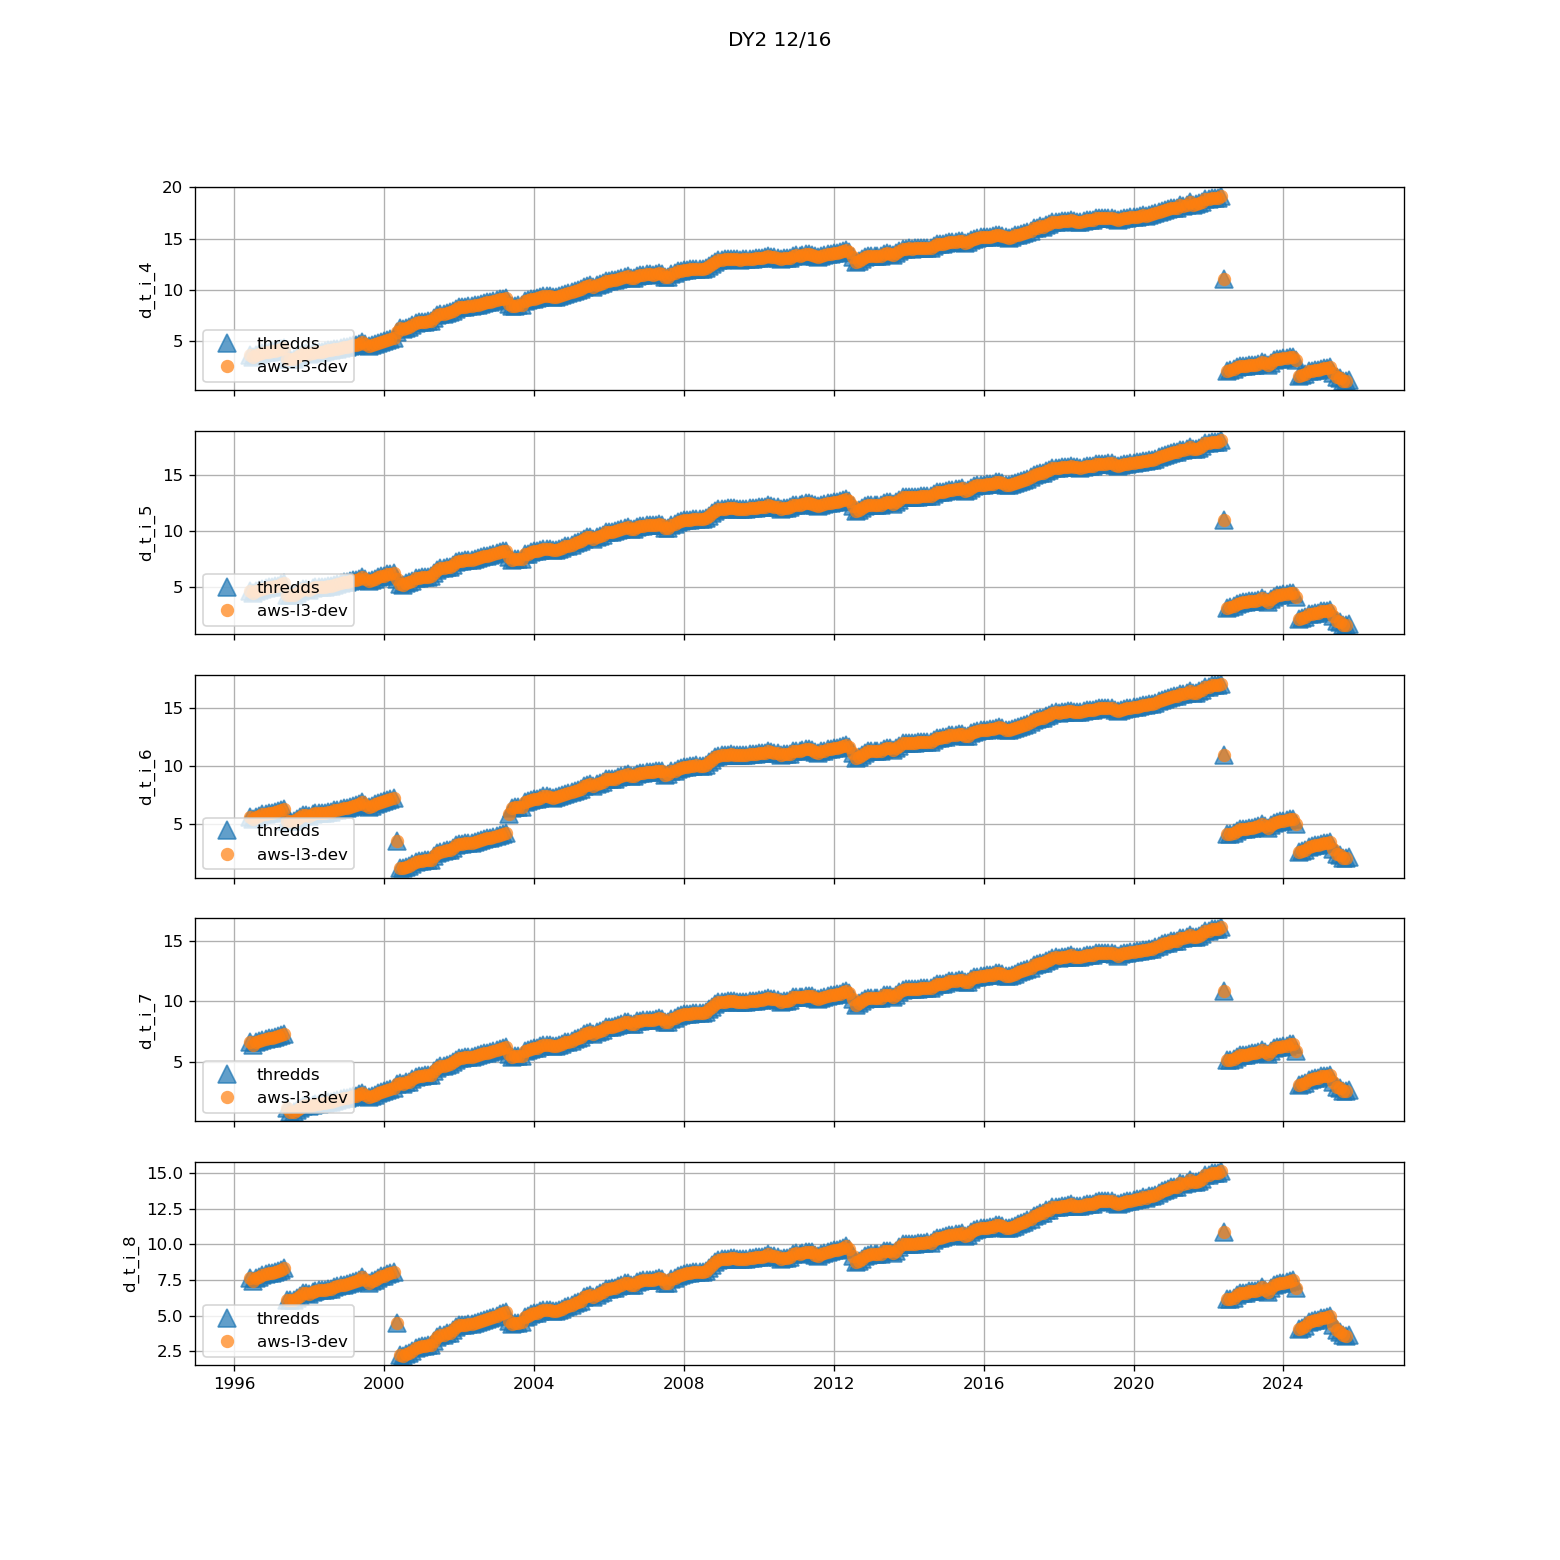 DY2 12/16
20
15
10
5
d_t_i_4
thredds
aws-l3-dev
15
10
5
d_t_i_5
thredds
aws-l3-dev
15
10
5
d_t_i_6
thredds
aws-l3-dev
15
10
5
d_t_i_7
thredds
aws-l3-dev
15.0
12.5
10.0
7.5
5.0
2.5
d_t_i_8
thredds
aws-l3-dev
1996 2000 2004 2008 2012 2016 2020 2024